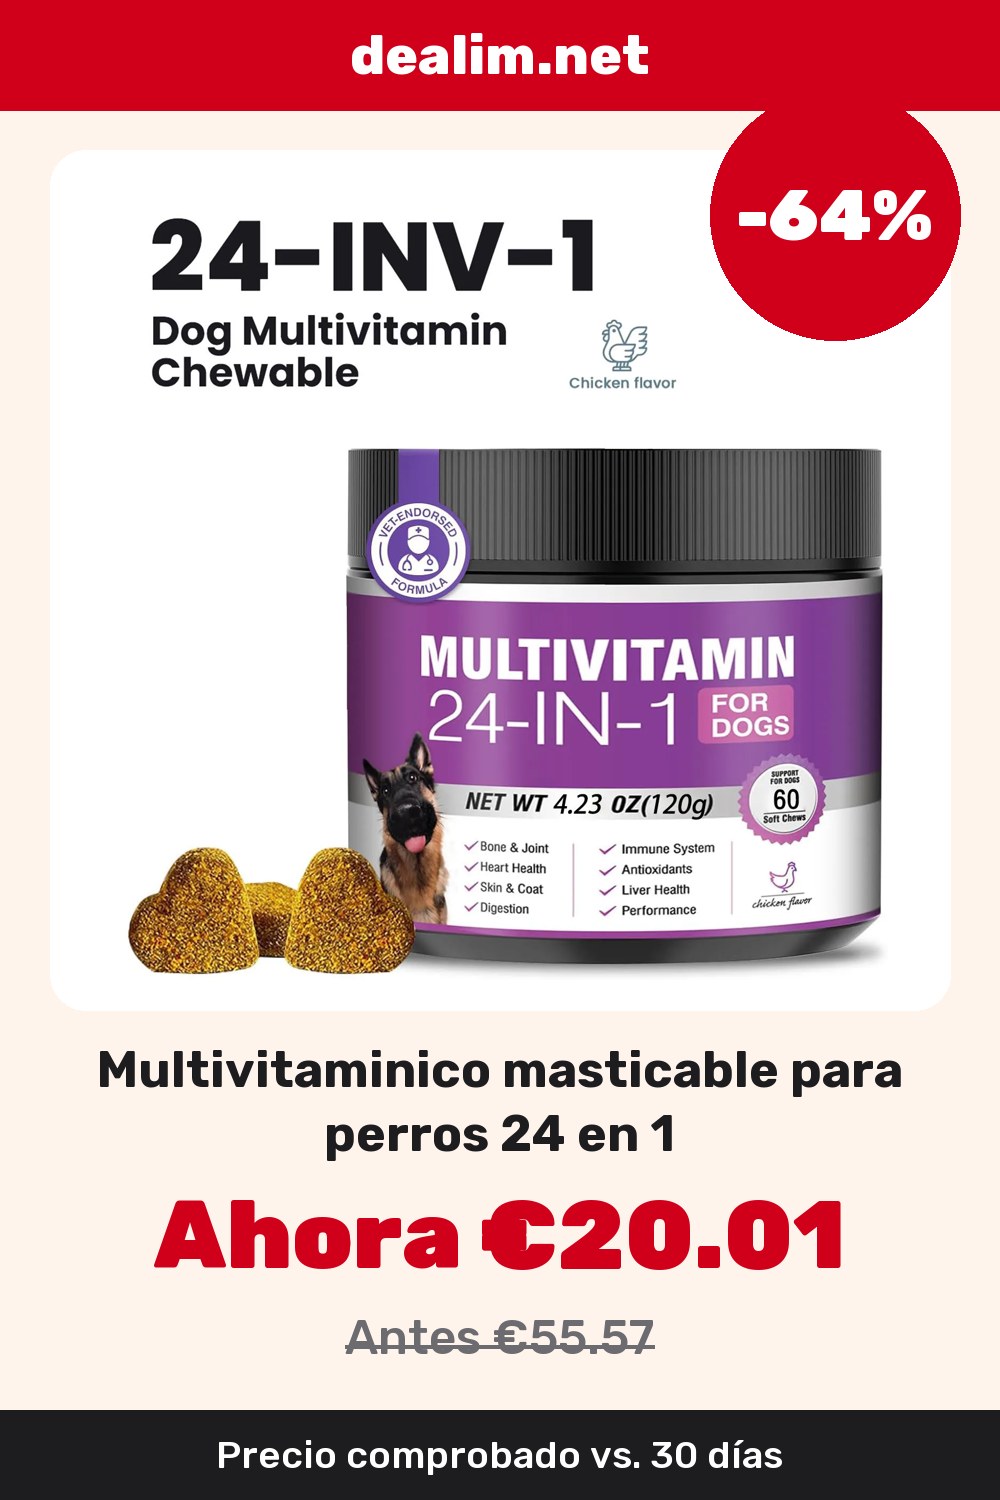 dealim.net
-64%
24-INV-1
Dog Multivitamin
Chewable
Chicken flavor
VET-ENDORSED
FORMULA
MULTIVITAMIN
24-IN-1
FOR
DOGS
NET WT 4.23 OZ(120g)
SUPPORT
FOR DOGS
60
Soft Chews
Bone & Joint
Heart Health
Skin & Coat
Digestion
Immune System
Antioxidants
Liver Health
Performance
chicken flavor
Multivitaminico masticable para
perros 24 en 1
Ahora €20.01
Antes €55.57
Precio comprobado vs. 30 días